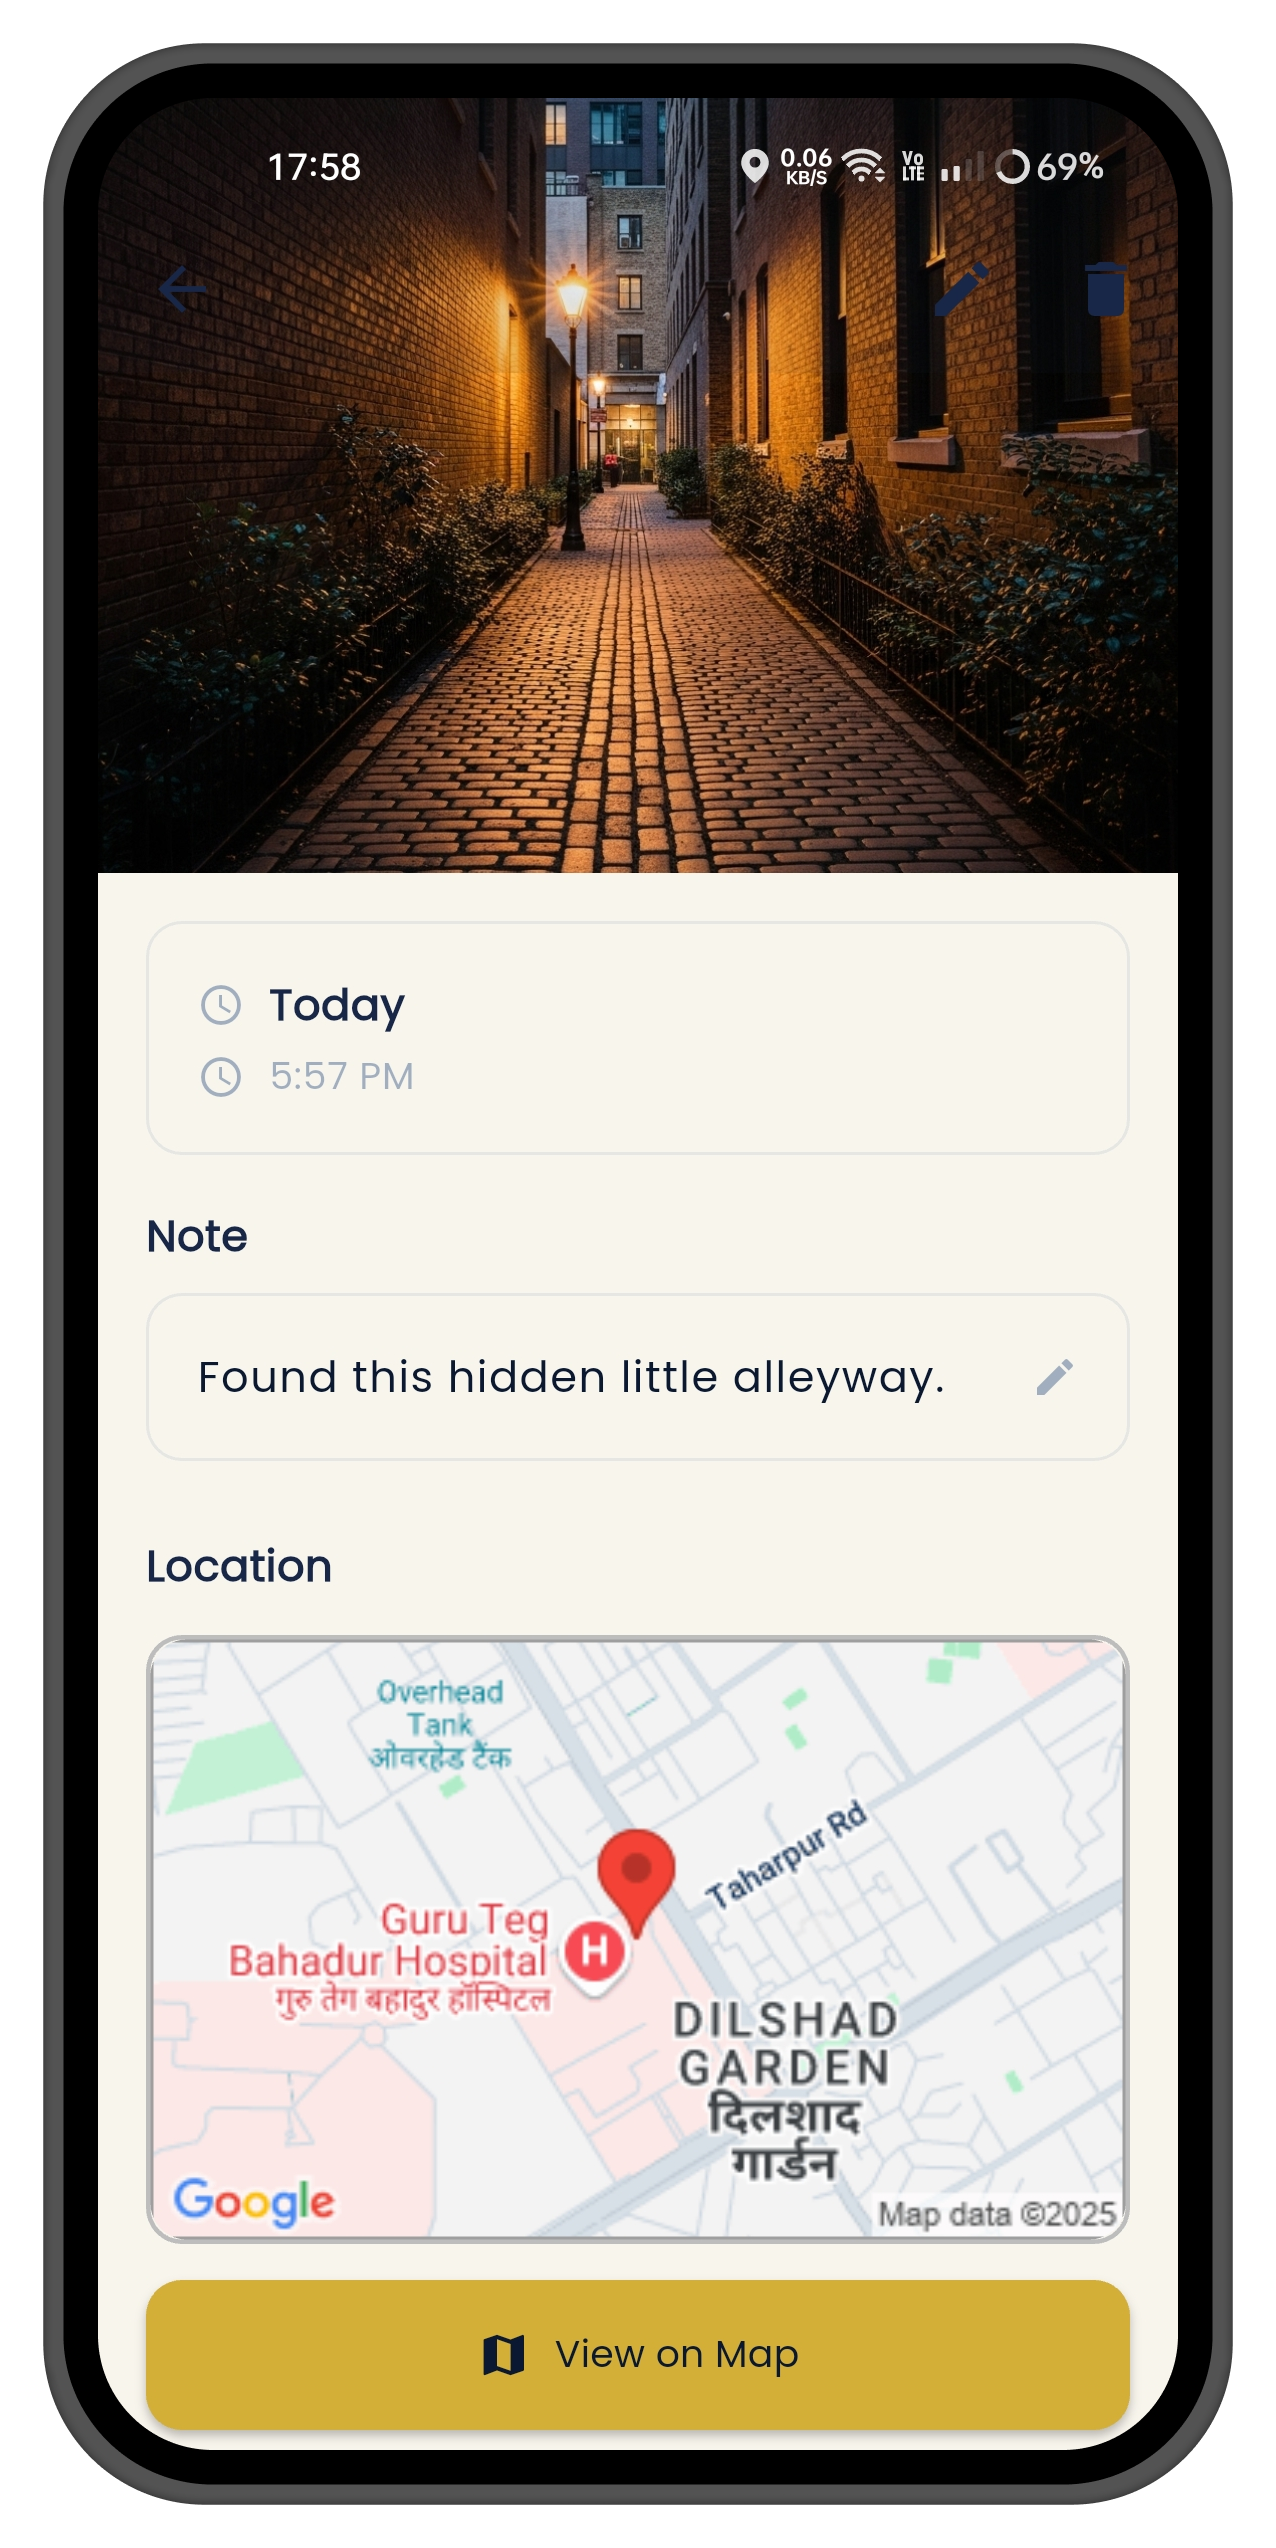 17:58
0.06
KB/S
Vo
LTE
69%
Today
5:57 PM
Note
Found this hidden little alleyway.
Location
Overhead
Tank
ओवरहेड टैंक
Taharpur Rd
Guru Teg
Bahadur Hospital
गुरु तेग बहादुर हॉस्पिटल
H
DILSHAD
GARDEN
दिलशाद
गार्डन
Google
Map data ©2025
View on Map